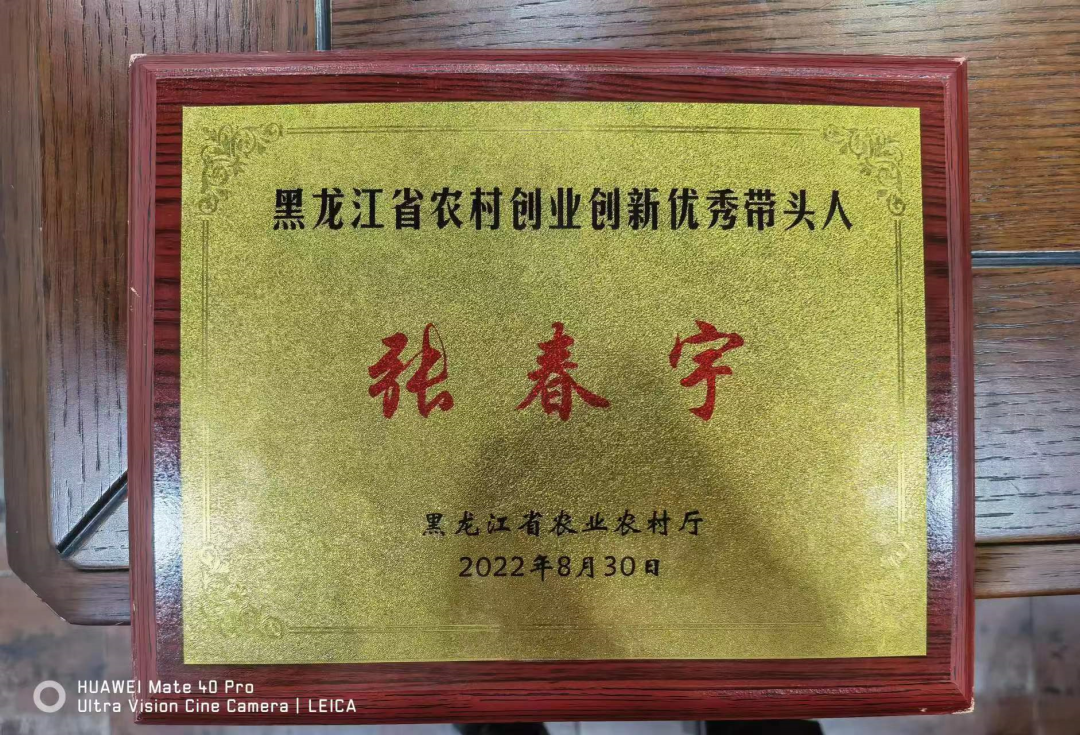 黑龙江省农村创业创新优秀带头人
张春宇
黑龙江省农业农村厅
2022年8月30日
HUAWEI Mate 40 Pro
Ultra Vision Cine Camera | LEICA